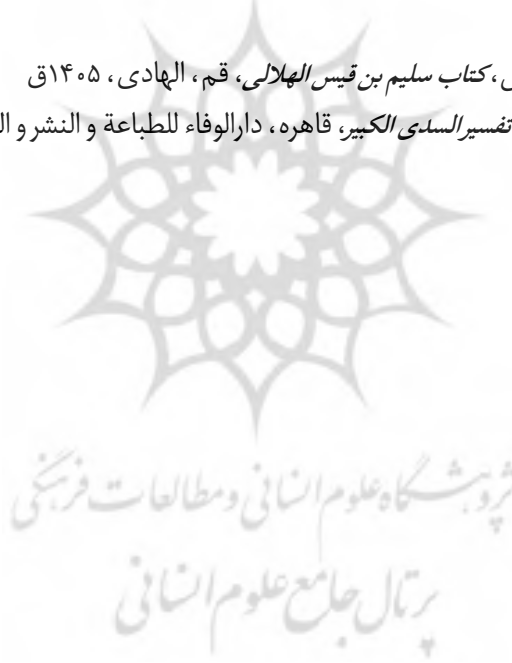 ، کتاب سلیم بن قیس الهلالی، قم، الهادی، ۱۴۰۵ق
تفسیر السدی الکبیر، قاهره، دارالوفاء للطباعة و النشر و
پژوهشگاه علوم انسانی و مطالعات فرهنگی
پرتال جامع علوم انسانی